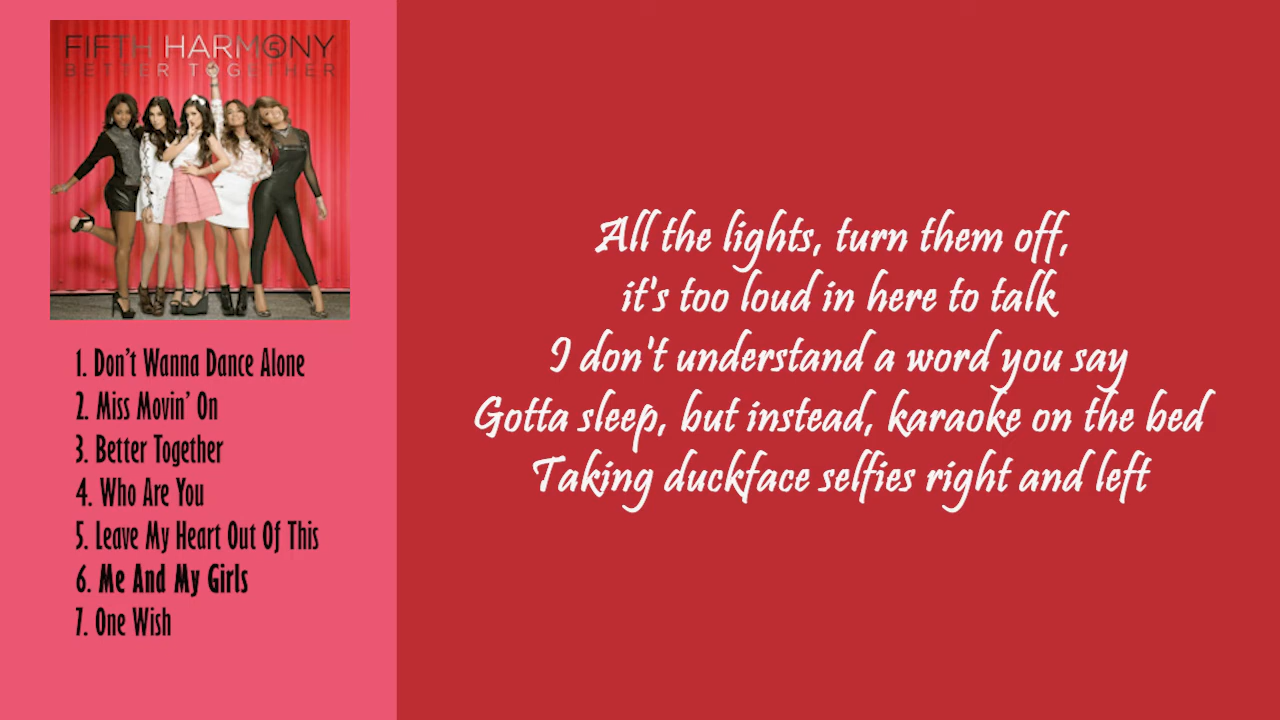 FIFTH HARMONY
BETTER TOGETHER
1. Don't Wanna Dance Alone
2. Miss Movin' On
3. Better Together
4. Who Are You
5. Leave My Heart Out Of This
6. Me And My Girls
7. One Wish
All the lights, turn them off,
it's too loud in here to talk
I don't understand a word you say
Gotta sleep, but instead, karaoke on the bed
Taking duckface selfies right and left